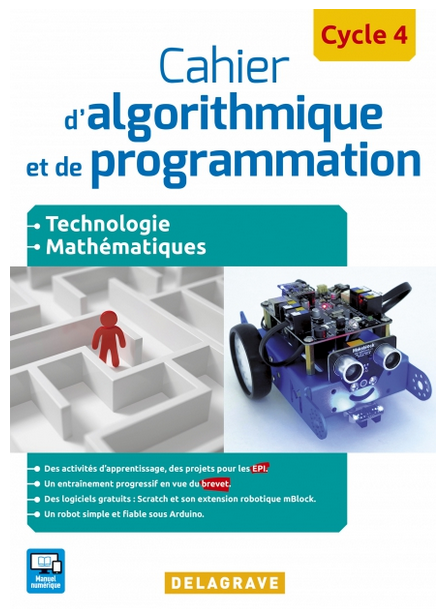 Cycle 4
Cahier
d'algorithmique
et de programmation
Technologie
Mathématiques
Des activités d'apprentissage, des projets pour les EPI.
Un entraînement progressif en vue du brevet.
Des logiciels gratuits : Scratch et son extension robotique mBlock.
Un robot simple et fiable sous Arduino.
Manuel
numérique
DELAGRAVE